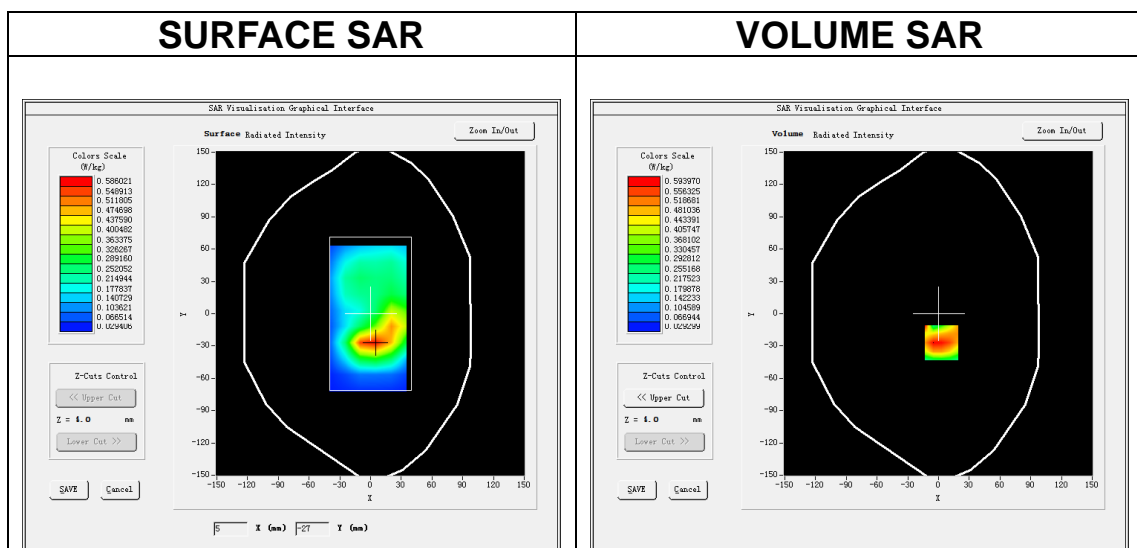 SURFACE SAR
VOLUME SAR
SAR Visualisation Graphical Interface
Surface Radiated Intensity
Zoom In/Out
Colors Scale
(W/kg)
0.586021
0.548913
0.511805
0.474698
0.437590
0.400482
0.363375
0.326267
0.289160
0.252052
0.214944
0.177837
0.140729
0.103621
0.066514
0.029406
Z-Cuts Control
<< Upper Cut
Z = 4.0 mm
Lower Cut >>
SAVE Cancel
150
120
90
60
30
0
-30
-60
-90
-120
-150
Y
-150 -120 -90 -60 -30 0 30 60 90 120 150
X
5 X (mm) -27 Y (mm)
SAR Visualisation Graphical Interface
Volume Radiated Intensity
Zoom In/Out
Colors Scale
(W/kg)
0.593970
0.556325
0.518681
0.481036
0.443391
0.405747
0.368102
0.330457
0.292812
0.255168
0.217523
0.179878
0.142233
0.104589
0.066944
0.029299
Z-Cuts Control
<< Upper Cut
Z = 4.0 mm
Lower Cut >>
SAVE Cancel
150
120
90
60
30
0
-30
-60
-90
-120
-150
Y
-150 -120 -90 -60 -30 0 30 60 90 120 150
X